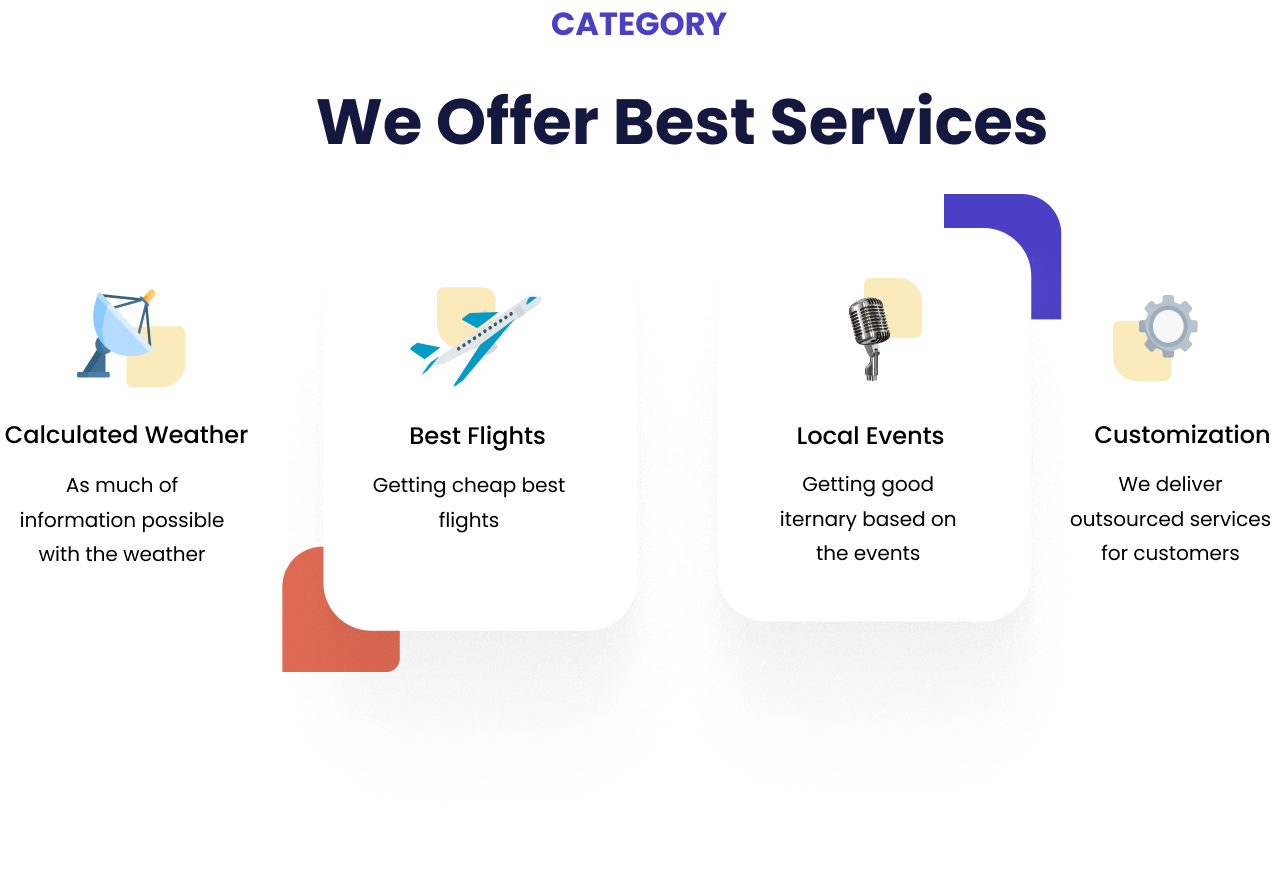 CATEGORY
We Offer Best Services
Calculated Weather
As much of
information possible
with the weather
Best Flights
Getting cheap best
flights
Local Events
Getting good
iternary based on
the events
Customization
We deliver
outsourced services
for customers